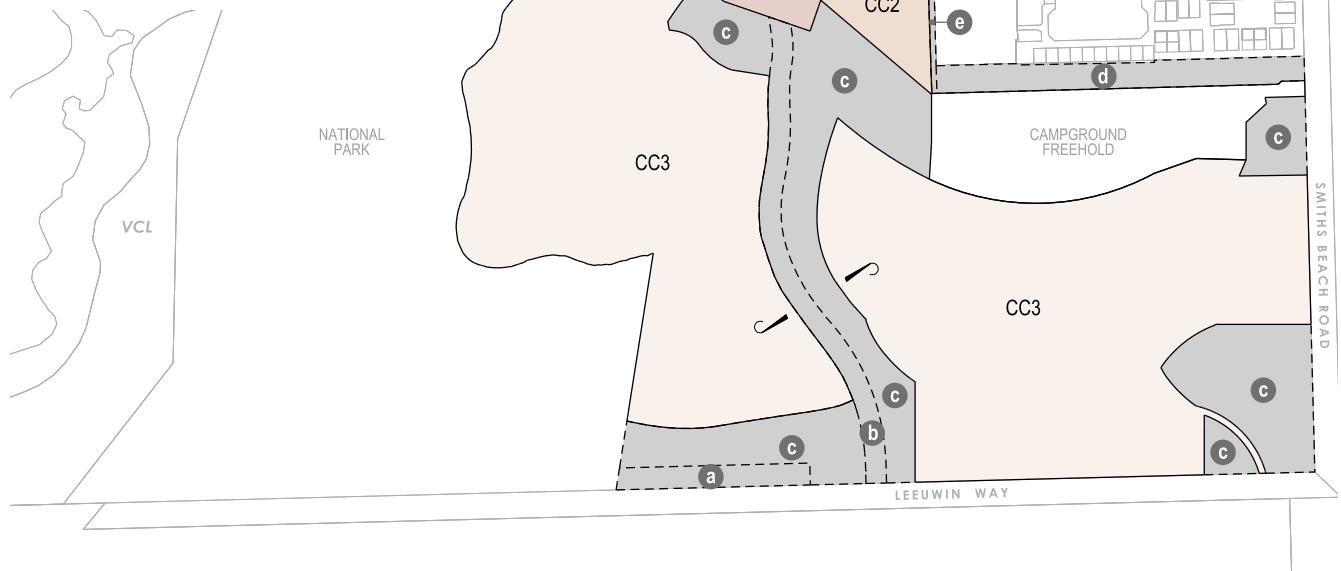 CC2
e
c
c
d
c
NATIONAL
PARK
CAMPGROUND
FREEHOLD
CC3
VCL
SMITHS BEACH ROAD
CC3
c
c
b
c
c
a
LEEUWIN WAY